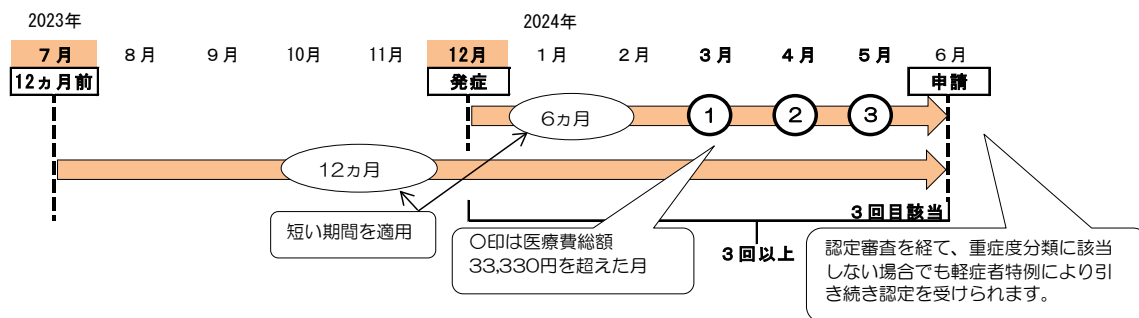 2023年 2024年
7月 8月 9月 10月 11月 12月 1月 2月 3月 4月 5月 6月
12ヵ月前 発症 申請
6ヵ月 1 2 3
12ヵ月
3回目該当
短い期間を適用
〇印は医療費総額
33,330円を超えた月
3回以上
認定審査を経て、重症度分類に該当
しない場合でも軽症者特例により引
き続き認定を受けられます。